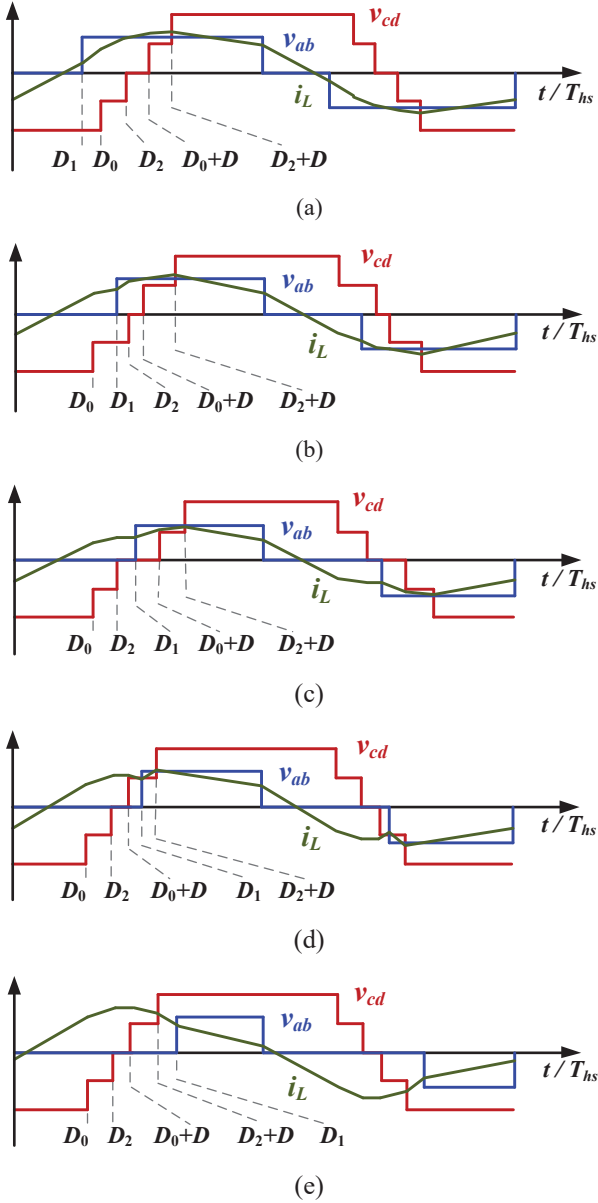 v_cd
v_ab
i_L
t / T_hs
D_1 D_0 D_2 D_0+D D_2+D
(a)
v_cd
v_ab
i_L
t / T_hs
D_0 D_1 D_2 D_0+D D_2+D
(b)
v_cd
v_ab
t / T_hs
i_L
D_0 D_2 D_1 D_0+D D_2+D
(c)
v_cd
v_ab
t / T_hs
i_L
D_0 D_2 D_0+D D_1 D_2+D
(d)
v_cd
v_ab
t / T_hs
i_L
D_0 D_2 D_0+D D_2+D D_1
(e)